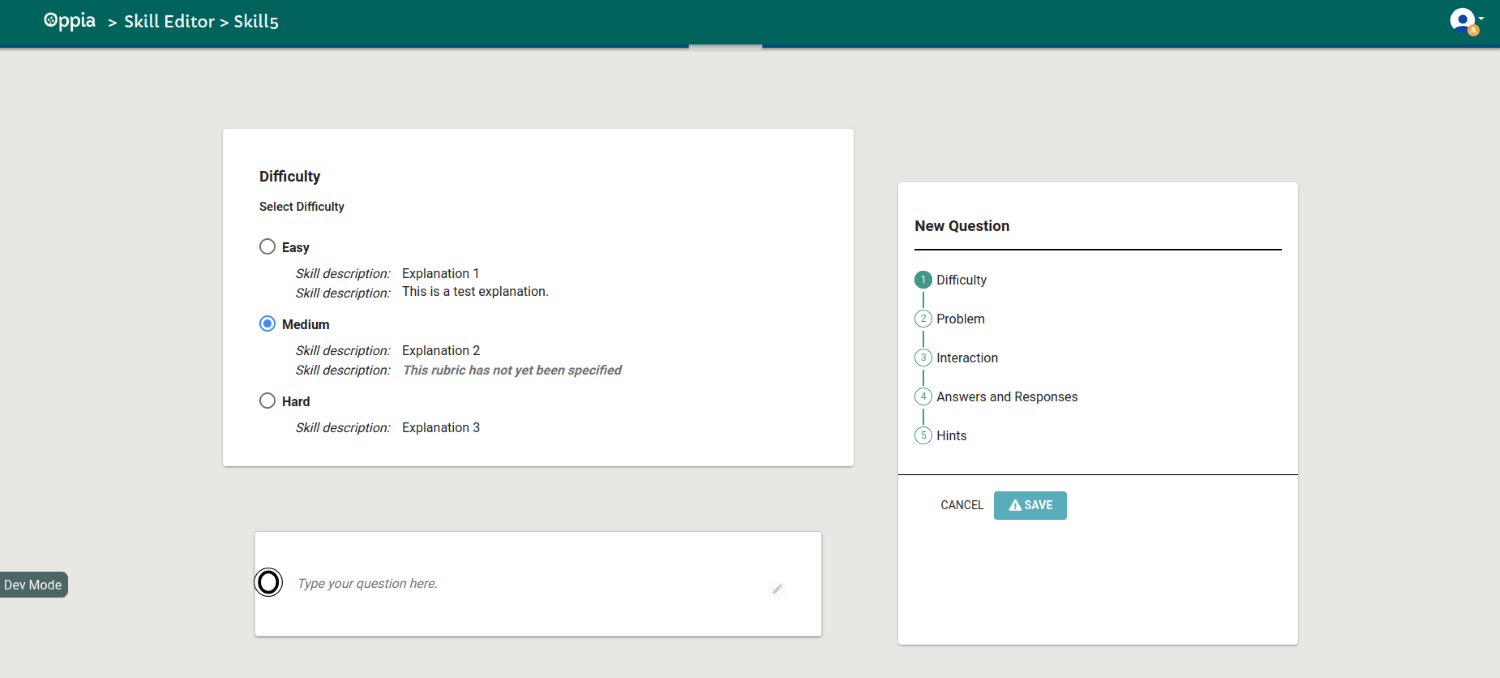 Oppia > Skill Editor > Skill5
A
Difficulty
Select Difficulty
Easy
Skill description: Explanation 1
Skill description: This is a test explanation.
Medium
Skill description: Explanation 2
Skill description: This rubric has not yet been specified
Hard
Skill description: Explanation 3
Type your question here.
New Question
1 Difficulty
2 Problem
3 Interaction
4 Answers and Responses
5 Hints
CANCEL SAVE
Dev Mode